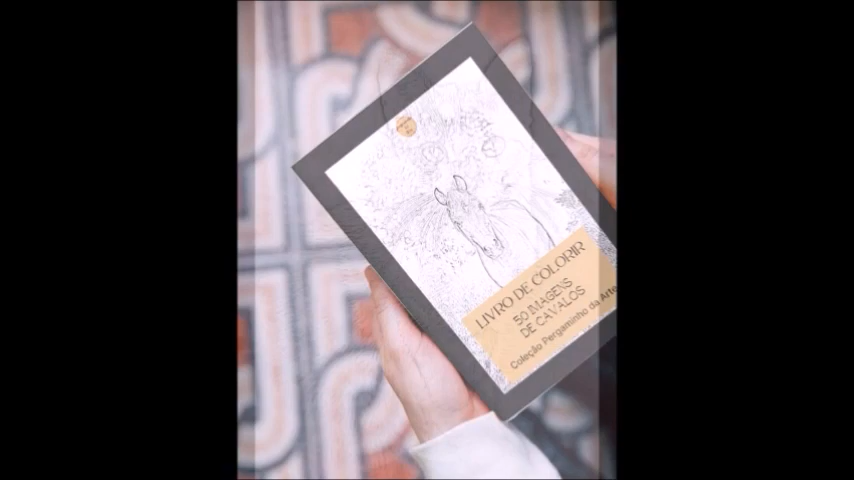 LIVRO DE COLORIR
50 IMAGENS
DE CAVALOS
Coleção Pergaminho da Arte